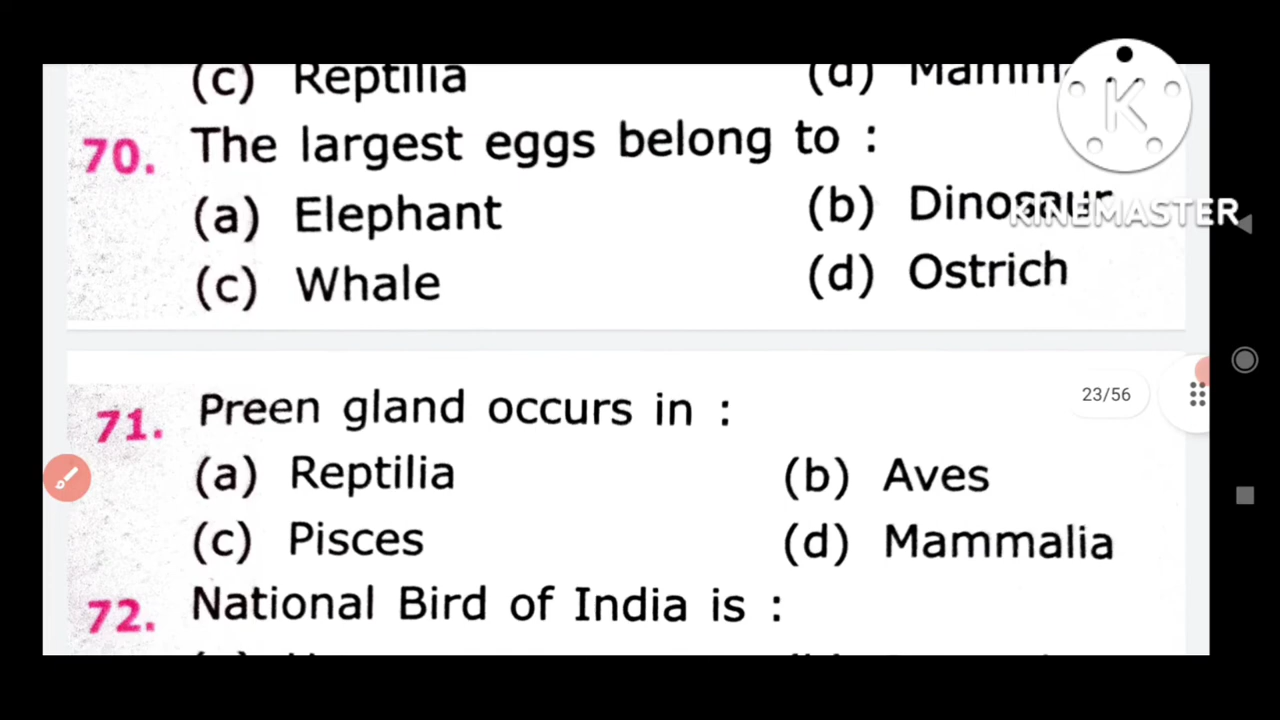 (c) Reptilia (d)
70. The largest eggs belong to :
(a) Elephant (b) Dinosaur
KINEMASTER
(c) Whale (d) Ostrich
71. Preen gland occurs in :
23/56
(a) Reptilia (b) Aves
(c) Pisces (d) Mammalia
72. National Bird of India is :